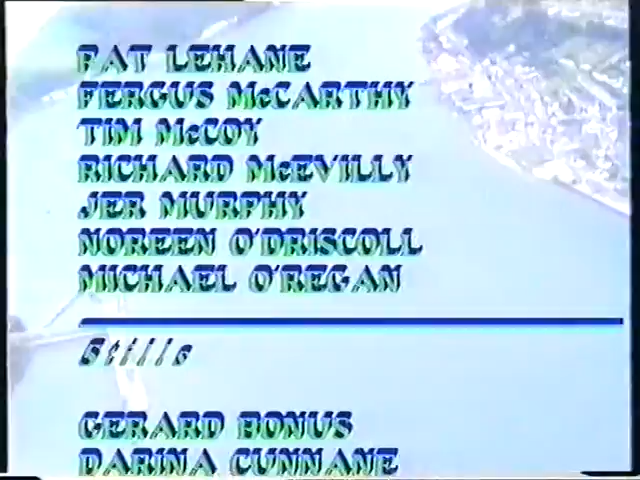 PAT LEHANE
FERGUS McCARTHY
TIM McCOY
RICHARD McEVILLY
JER MURPHY
NOREEN O'DRISCOLL
MICHAEL O'REGAN
Stills
GERARD BONUS
DARINA CUNNANE